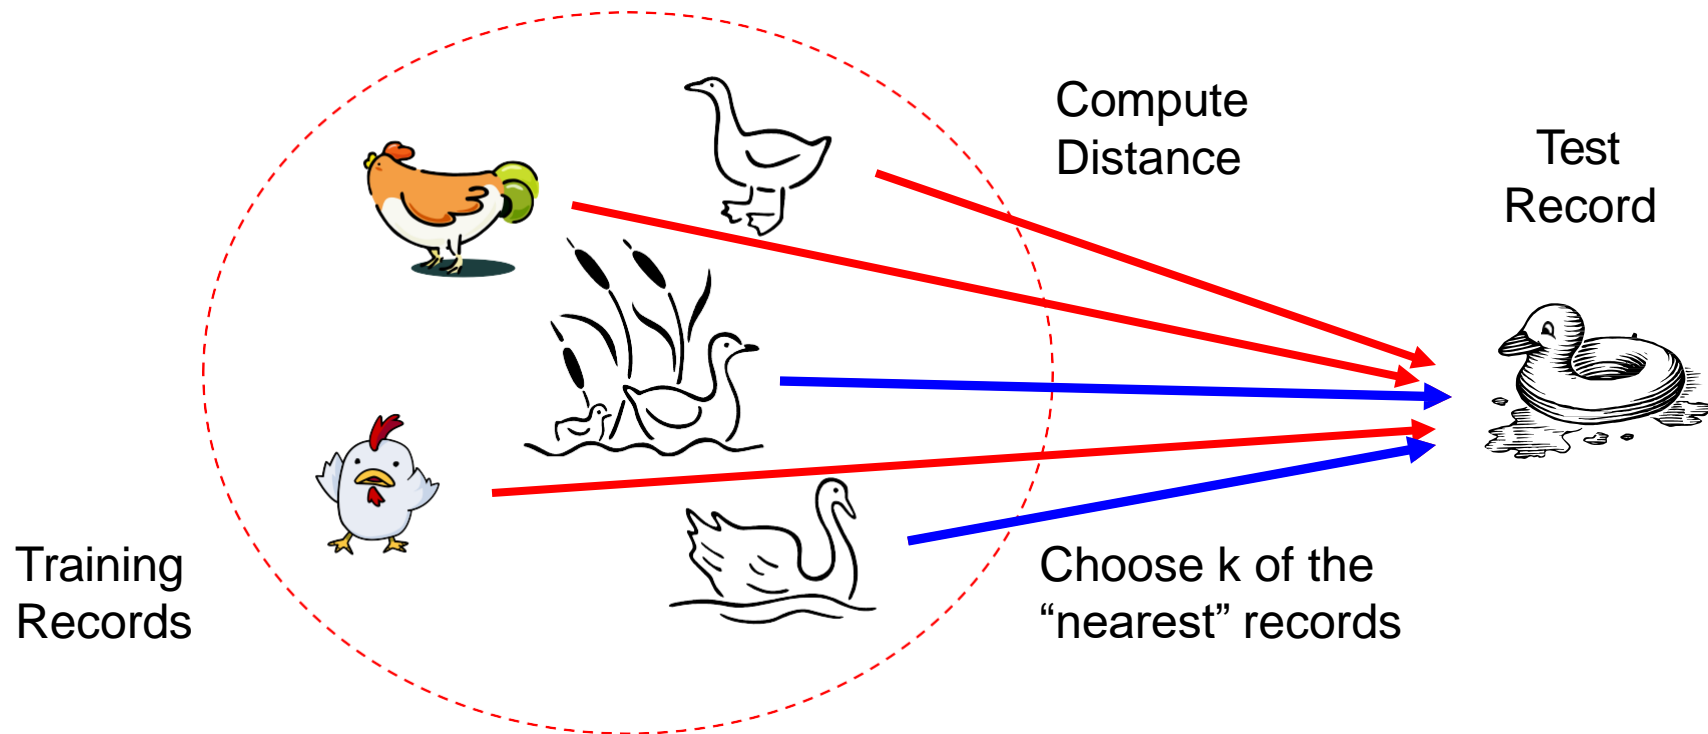 Compute
Distance
Test
Record
Training
Records
Choose k of the
“nearest” records